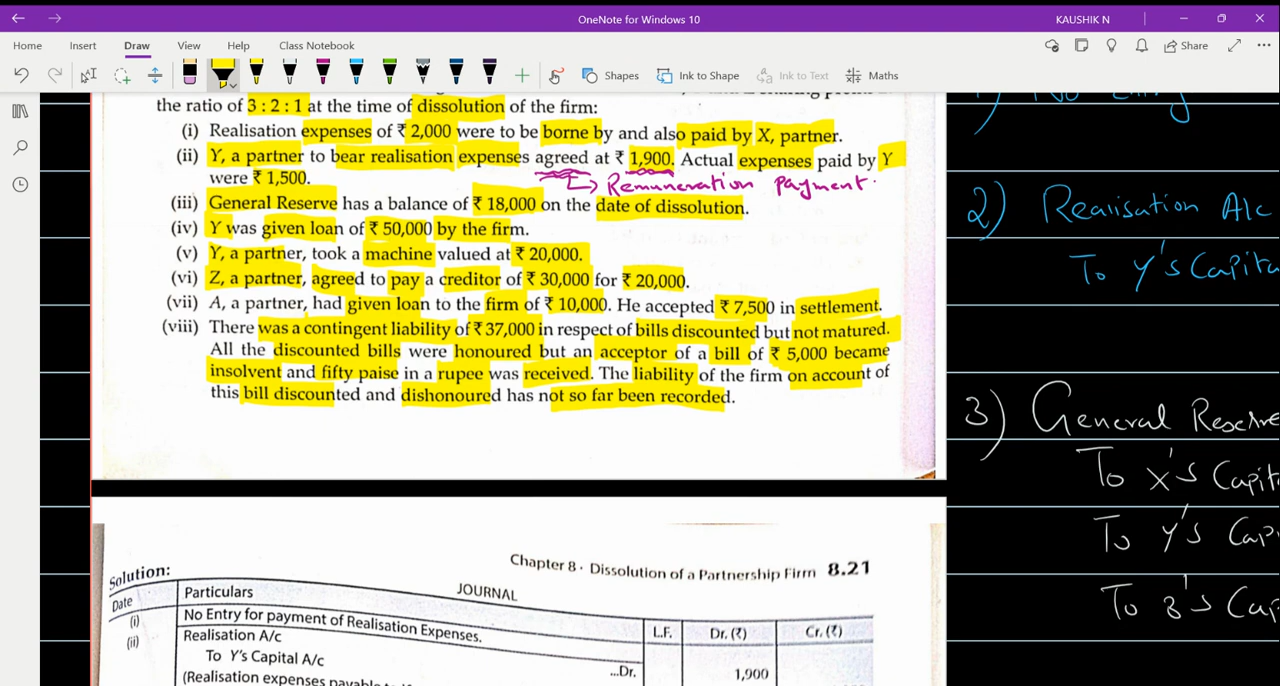 OneNote for Windows 10
KAUSHIK N
Home Insert Draw View Help Class Notebook
Share
Shapes Ink to Shape Ink to Text Maths
the ratio of 3 : 2 : 1 at the time of dissolution of the firm:
(i) Realisation expenses of ₹ 2,000 were to be borne by and also paid by X, partner.
(ii) Y, a partner to bear realisation expenses agreed at ₹ 1,900. Actual expenses paid by Y
were ₹ 1,500.
Remuneration payment.
(iii) General Reserve has a balance of ₹ 18,000 on the date of dissolution.
(iv) Y was given loan of ₹ 50,000 by the firm.
(v) Y, a partner, took a machine valued at ₹ 20,000.
(vi) Z, a partner, agreed to pay a creditor of ₹ 30,000 for ₹ 20,000.
(vii) A, a partner, had given loan to the firm of ₹ 10,000. He accepted ₹ 7,500 in settlement.
(viii) There was a contingent liability of ₹ 37,000 in respect of bills discounted but not matured.
All the discounted bills were honoured but an acceptor of a bill of ₹ 5,000 became
insolvent and fifty paise in a rupee was received. The liability of the firm on account of
this bill discounted and dishonoured has not so far been recorded.
Chapter 8 · Dissolution of a Partnership Firm 8.21
Solution:
JOURNAL
Date Particulars L.F. Dr. (₹) Cr. (₹)
(i) No Entry for payment of Realisation Expenses.
(ii) Realisation A/c ...Dr. 1,900
To Y's Capital A/c
(Realisation expenses
2) Realisation A/c
To Y's Capita
3) General Reserve
To X's Capit
To Y's Cap
To Z's Cap